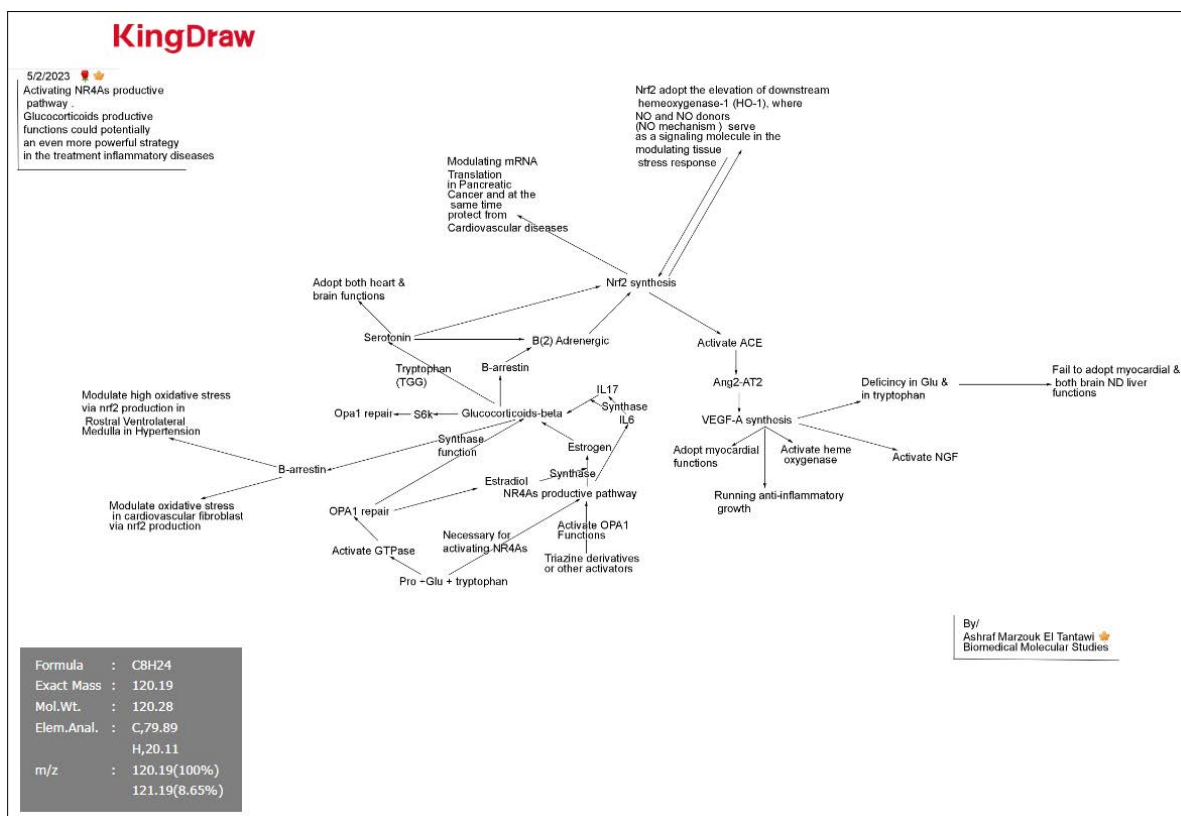 KingDraw
5/2/2023
Activating NR4As productive
pathway .
Glucocorticoids productive
functions could potentially
an even more powerful strategy
in the treatment inflammatory diseases
Nrf2 adopt the elevation of downstream
hemeoxygenase-1 (HO-1), where
NO and NO donors
(NO mechanism ) serve
as a signaling molecule in the
modulating tissue
stress response
Modulating mRNA
Translation
in Pancreatic
Cancer and at the
same time
protect from
Cardiovascular diseases
Nrf2 synthesis
Adopt both heart &
brain functions
Serotonin
B(2) Adrenergic
Activate ACE
B-arrestin
Tryptophan
(TGG)
Ang2-AT2
Deficincy in Glu &
in tryptophan
Fail to adopt myocardial &
both brain ND liver
functions
Modulate high oxidative stress
via nrf2 production in
Rostral Ventrolateral
Medulla in Hypertension
IL17
Synthase
IL6
Opa1 repair
S6k
Glucocorticoids-beta
VEGF-A synthesis
Synthase
function
Estrogen
Adopt myocardial
functions
Activate heme
oxygenase
Activate NGF
B-arrestin
Estradiol
Synthase
NR4As productive pathway
Running anti-inflammatory
growth
Modulate oxidative stress
in cardiovascular fibroblast
via nrf2 production
OPA1 repair
Necessary for
activating NR4As
Activate OPA1
Functions
Activate GTPase
Triazine derivatives
or other activators
Pro +Glu + tryptophan
By/
Ashraf Marzouk El Tantawi
Biomedical Molecular Studies
Formula : C8H24
Exact Mass : 120.19
Mol.Wt. : 120.28
Elem.Anal. : C,79.89
H,20.11
m/z : 120.19(100%)
121.19(8.65%)